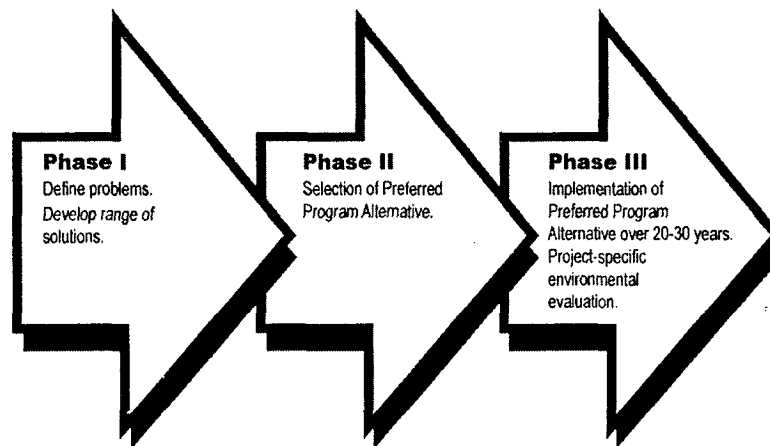 Phase I
Define problems.
Develop range of
solutions.
Phase II
Selection of Preferred
Program Alternative.
Phase III
Implementation of
Preferred Program
Alternative over 20-30 years.
Project-specific
environmental
evaluation.